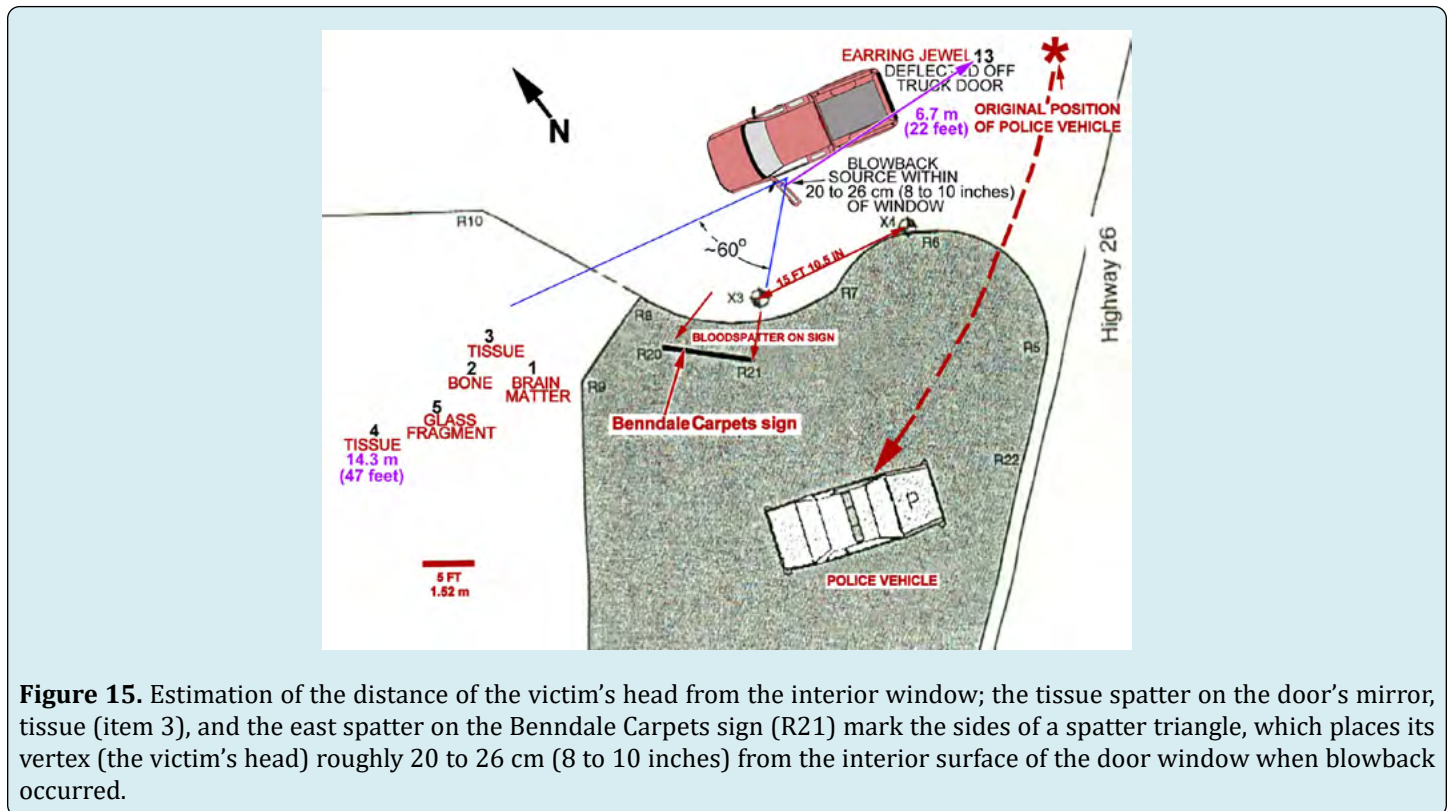 EARRING JEWEL 13
DEFLECTED OFF
TRUCK DOOR
6.7 m
(22 feet)
ORIGINAL POSITION
OF POLICE VEHICLE
N
BLOWBACK
SOURCE WITHIN
20 to 26 cm (8 to 10 inches)
OF WINDOW
R10
~60°
X4
R6
15 FT 10.5 IN
X3
R7
R8
Highway 26
BLOODSPATTER ON SIGN
R20
R21
R5
R9
3
TISSUE
2
BONE
1
BRAIN
MATTER
5
GLASS
FRAGMENT
4
TISSUE
14.3 m
(47 feet)
Benndale Carpets sign
R22
P
5 FT
1.52 m
POLICE VEHICLE
Figure 15. Estimation of the distance of the victim's head from the interior window; the tissue spatter on the door's mirror,
tissue (item 3), and the east spatter on the Benndale Carpets sign (R21) mark the sides of a spatter triangle, which places its
vertex (the victim's head) roughly 20 to 26 cm (8 to 10 inches) from the interior surface of the door window when blowback
occurred.